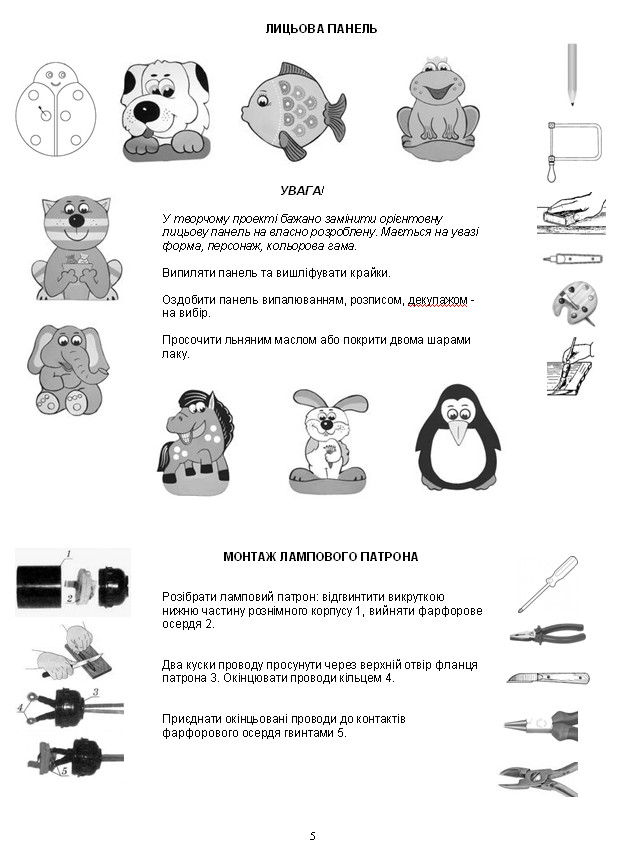 ЛИЦЬОВА ПАНЕЛЬ
УВАГА!
У творчому проекті бажано замінити орієнтовну
лицьову панель на власно розроблену. Мається на увазі
форма, персонаж, кольорова гама.
Випиляти панель та вишліфувати крайки.
Оздобити панель випалюванням, розписом, декупажом -
на вибір.
Просочити льняним маслом або покрити двома шарами
лаку.
МОНТАЖ ЛАМПОВОГО ПАТРОНА
1
2
Розібрати ламповий патрон: відгвинтити викруткою
нижню частину рознімного корпусу 1, вийняти фарфорове
осердя 2.
Два куски проводу просунути через верхній отвір фланця
патрона 3. Окінцювати проводи кільцем 4.
3
4
Приєднати окінцьовані проводи до контактів
фарфорового осердя гвинтами 5.
5
5